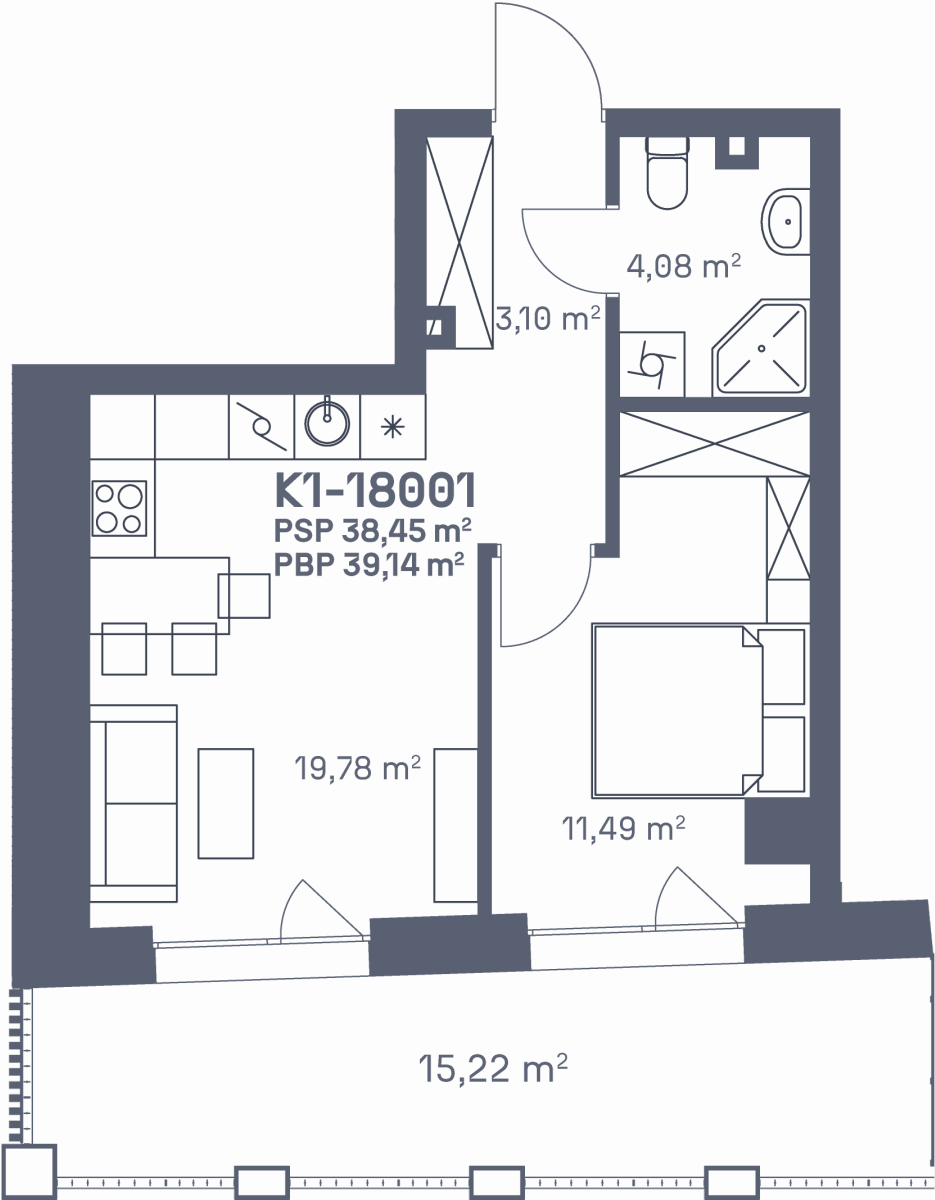 4,08 m²
3,10 m²
K1-18001
PSP 38,45 m²
PBP 39,14 m²
19,78 m²
11,49 m²
15,22 m²